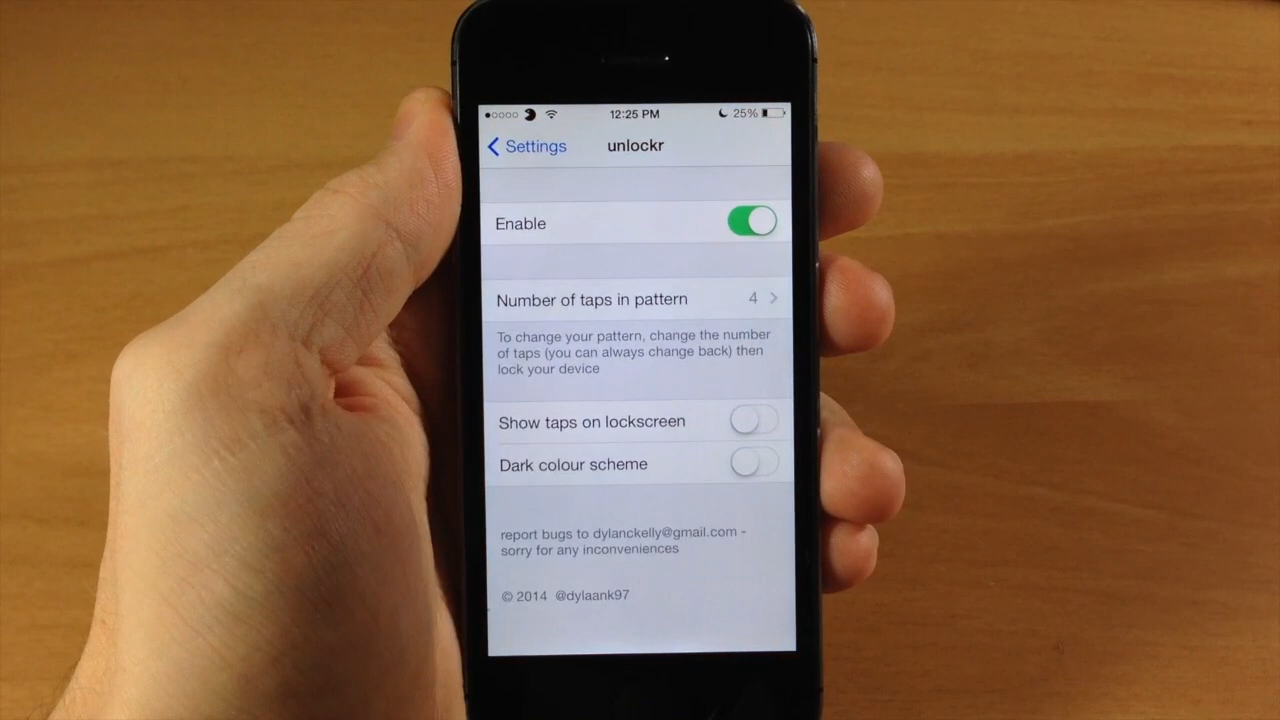 12:25 PM 25%
Settings unlockr
Enable
Number of taps in pattern 4
To change your pattern, change the number
of taps (you can always change back) then
lock your device
Show taps on lockscreen
Dark colour scheme
report bugs to dylanckelly@gmail.com -
sorry for any inconveniences
© 2014 @dylaank97